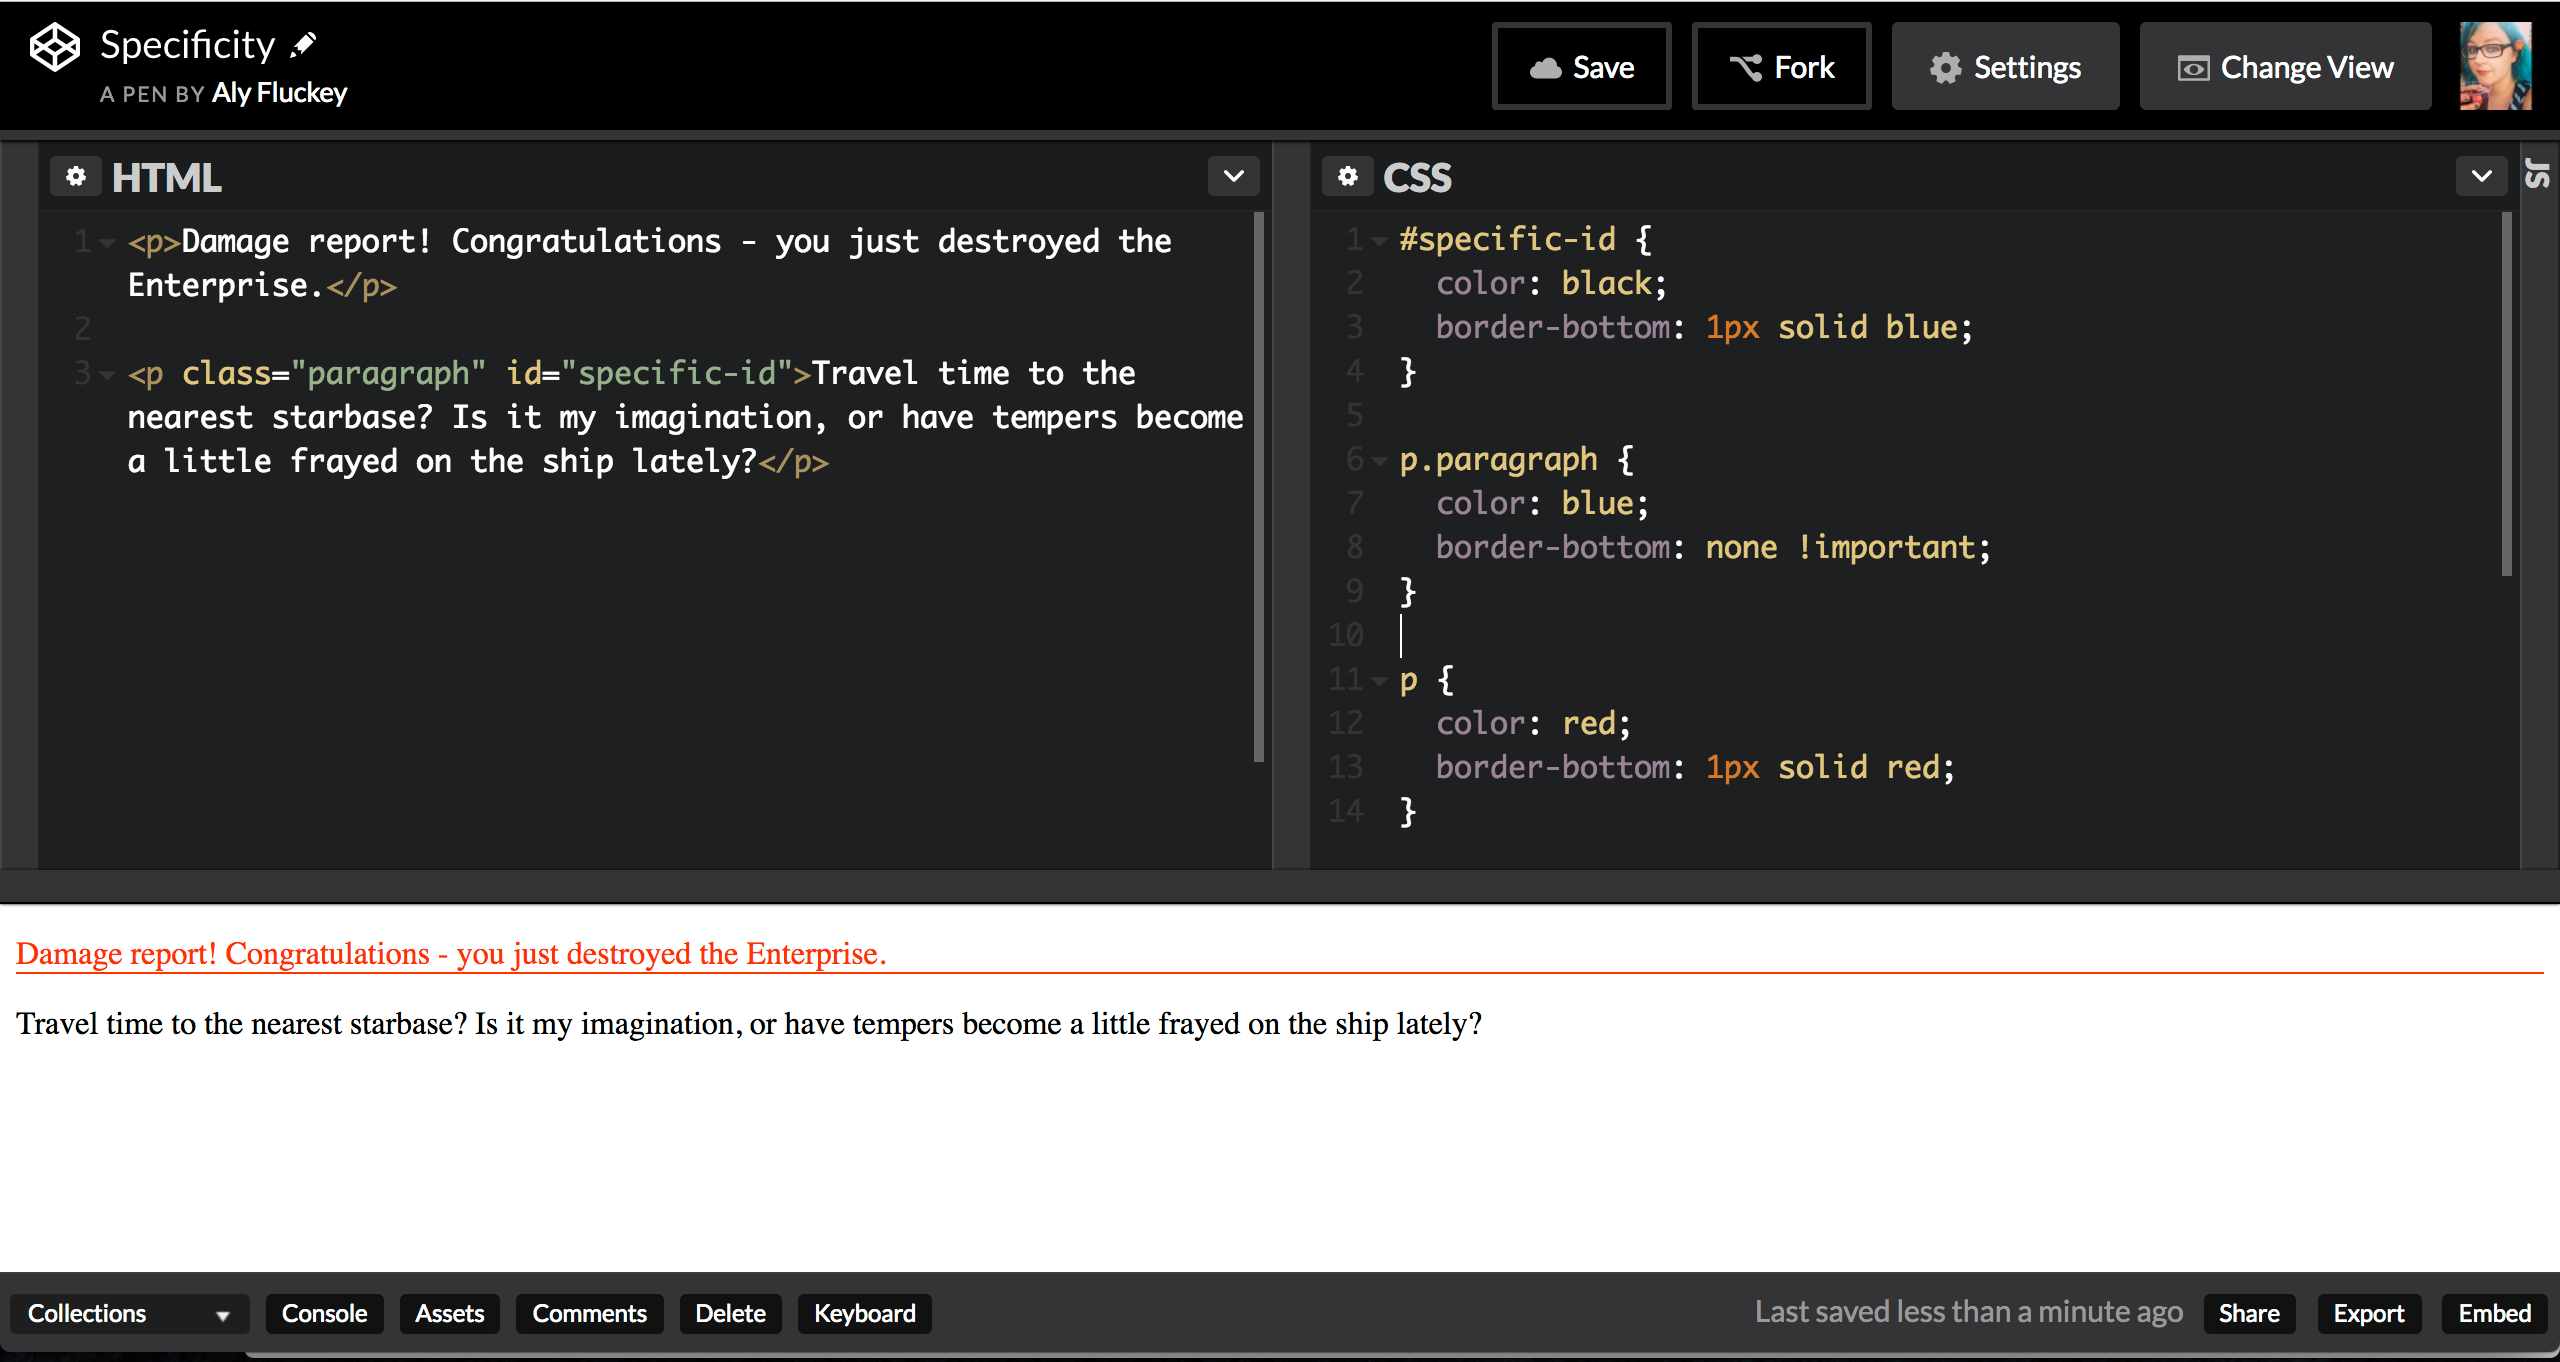 Specificity
A PEN BY Aly Fluckey
Save
Fork
Settings
Change View
HTML
1 <p>Damage report! Congratulations - you just destroyed the
Enterprise.</p>
2
3 <p class="paragraph" id="specific-id">Travel time to the
nearest starbase? Is it my imagination, or have tempers become
a little frayed on the ship lately?</p>
CSS
1 #specific-id {
2 color: black;
3 border-bottom: 1px solid blue;
4 }
5
6 p.paragraph {
7 color: blue;
8 border-bottom: none !important;
9 }
10
11 p {
12 color: red;
13 border-bottom: 1px solid red;
14 }
JS
Damage report! Congratulations - you just destroyed the Enterprise.
Travel time to the nearest starbase? Is it my imagination, or have tempers become a little frayed on the ship lately?
Collections
Console
Assets
Comments
Delete
Keyboard
Last saved less than a minute ago
Share
Export
Embed